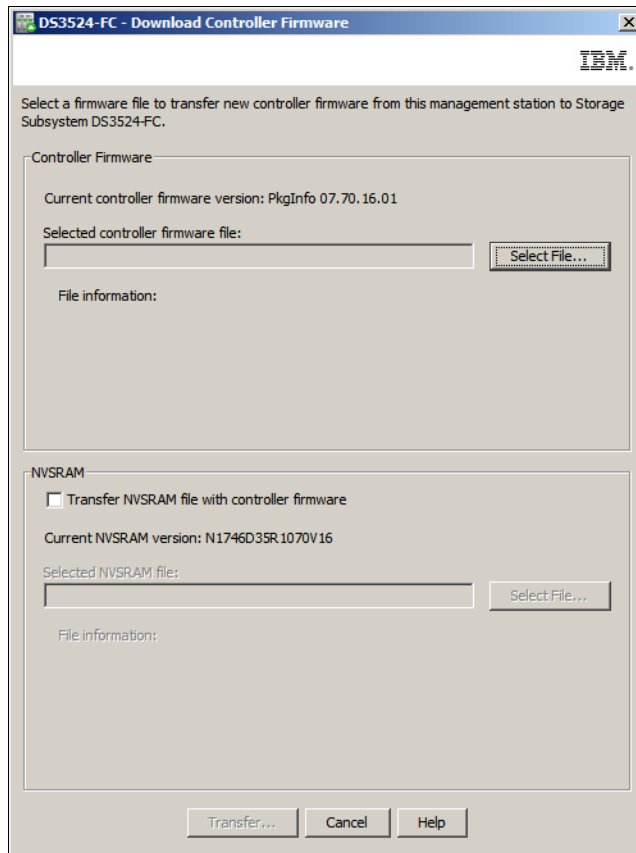 DS3524-FC - Download Controller Firmware
IBM.
Select a firmware file to transfer new controller firmware from this management station to Storage
Subsystem DS3524-FC.
Controller Firmware
Current controller firmware version: PkgInfo 07.70.16.01
Selected controller firmware file:
Select File...
File information:
NVSRAM
Transfer NVSRAM file with controller firmware
Current NVSRAM version: N1746D35R1070V16
Selected NVSRAM file:
Select File...
File information:
Transfer... Cancel Help